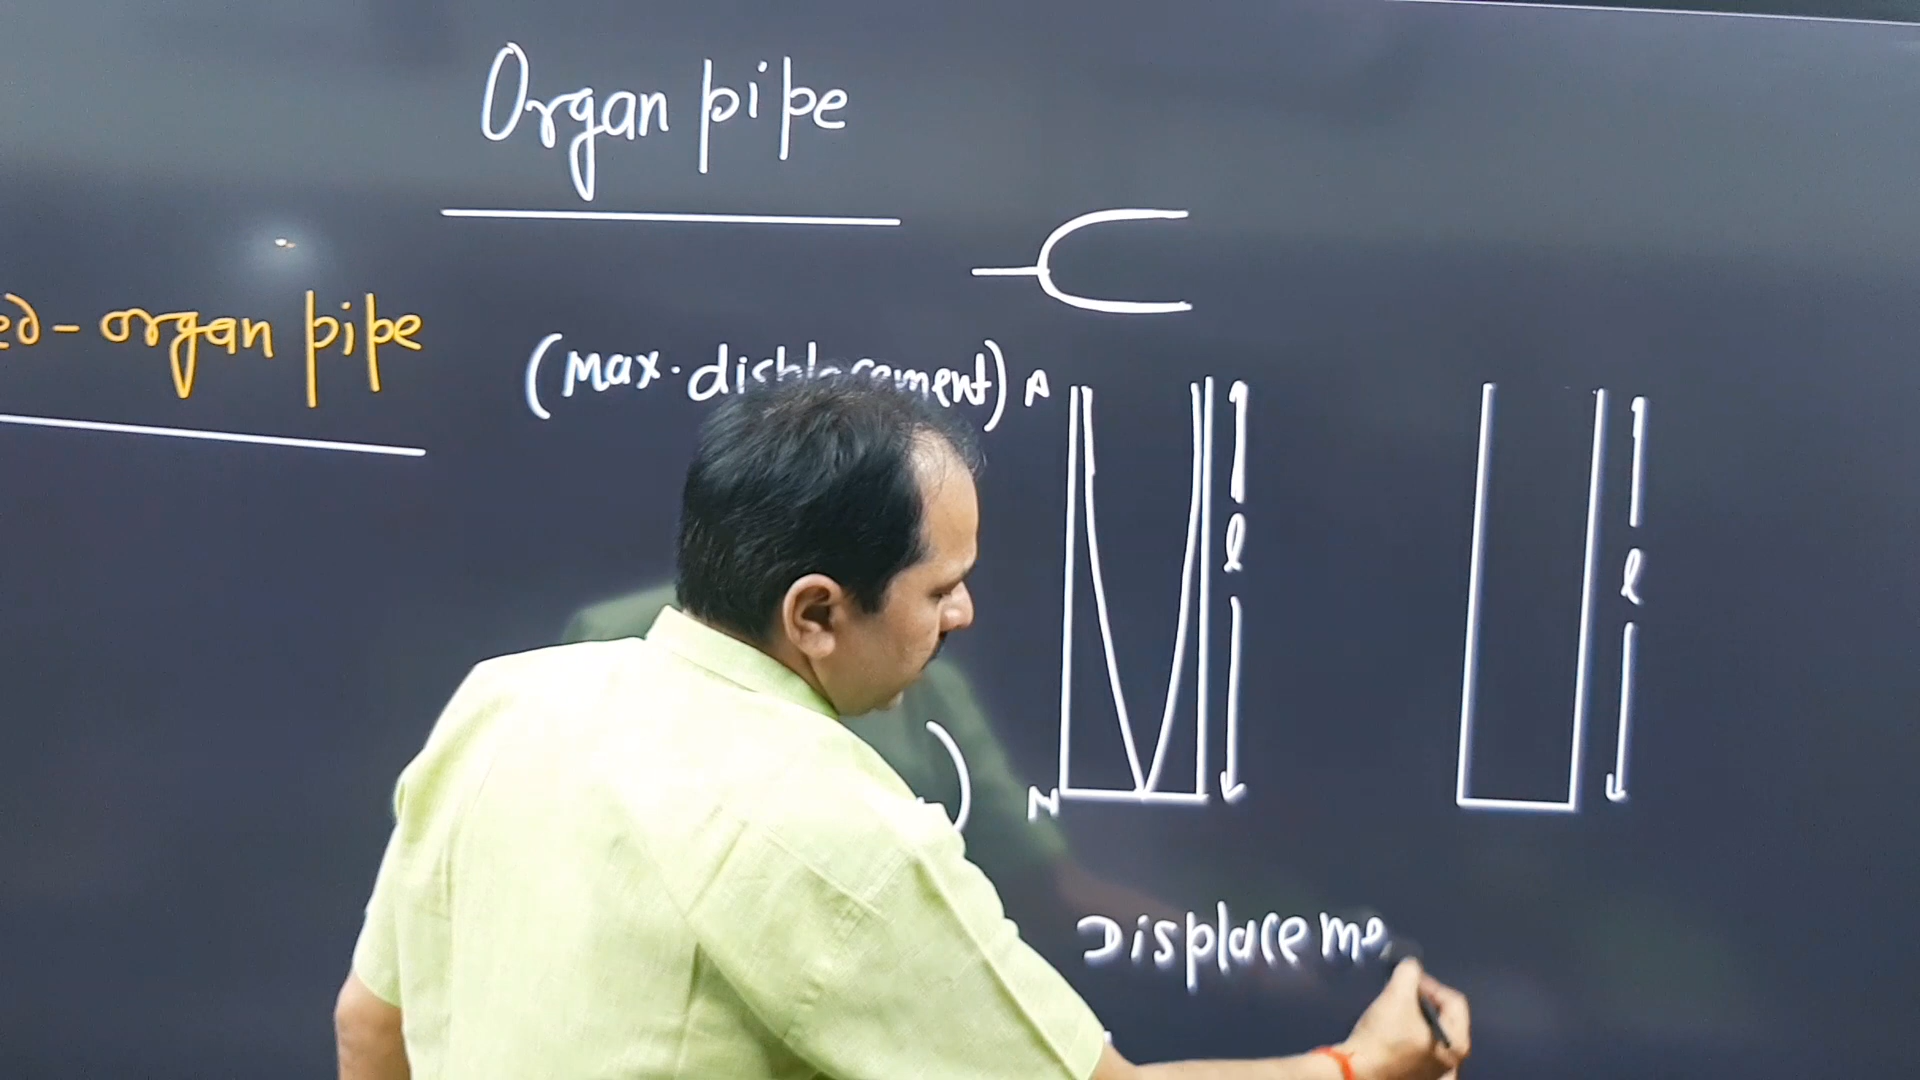 Organ pipe
ed-organ pipe
(Max. displacement) A
l
l
N
Displaceme